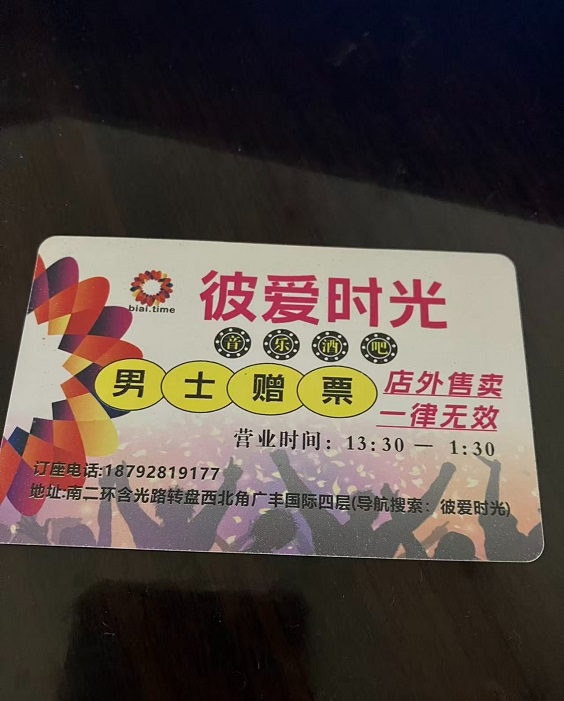 bial.time
彼爱时光
音乐酒吧
男士赠票
店外售卖
一律无效
营业时间：13:30 — 1:30
订座电话:18792819177
地址:南二环含光路转盘西北角广丰国际四层(导航搜索：彼爱时光)